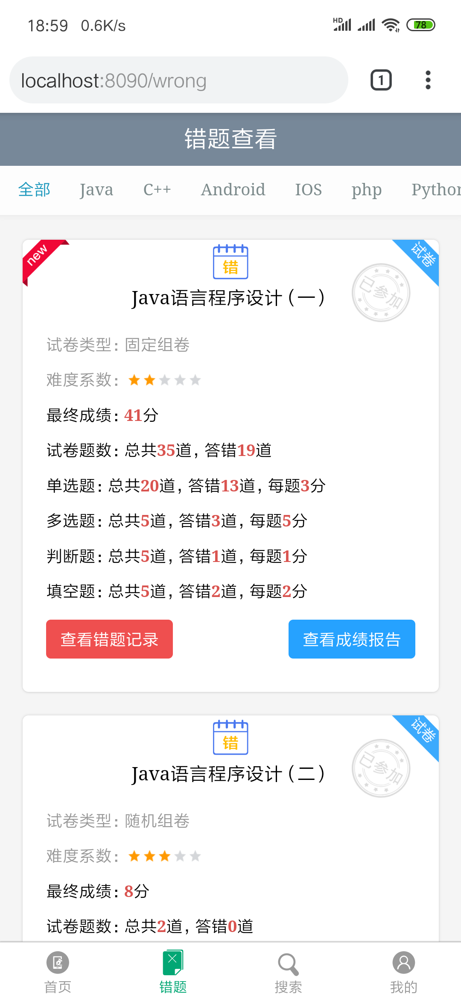 18:59 0.6K/s HD 78
localhost:8090/wrong 1
错题查看
全部 Java C++ Android IOS php Python
new 错 试卷
已参加
Java语言程序设计（一）
试卷类型：固定组卷
难度系数：
最终成绩：41分
试卷题数：总共35道，答错19道
单选题：总共20道，答错13道，每题3分
多选题：总共5道，答错3道，每题5分
判断题：总共5道，答错1道，每题1分
填空题：总共5道，答错2道，每题2分
查看错题记录 查看成绩报告
错 试卷
已参加
Java语言程序设计（二）
试卷类型：随机组卷
难度系数：
最终成绩：8分
试卷题数：总共2道，答错0道
首页 错题 搜索 我的